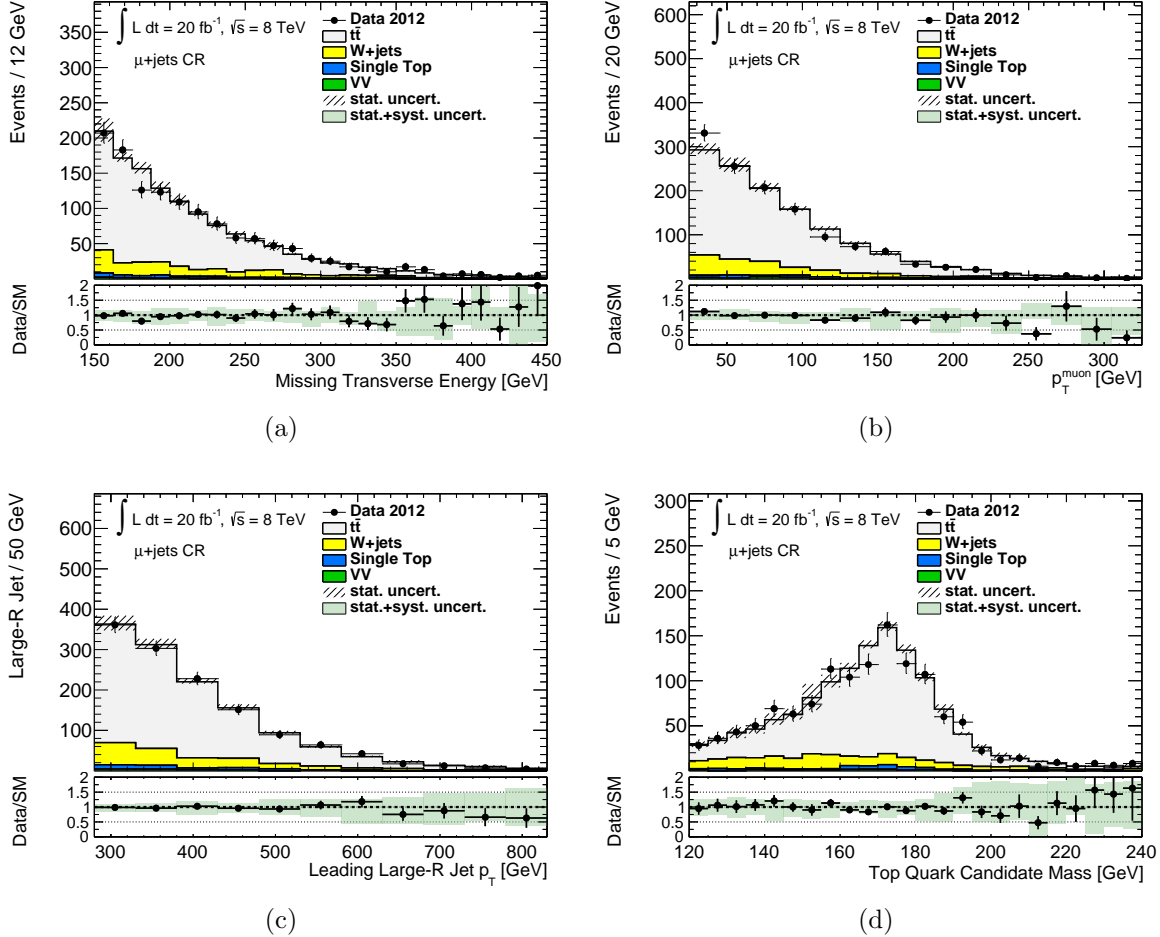 Events / 12 GeV
350
300
250
200
150
100
50
∫ L dt = 20 fb-1, √s = 8 TeV
μ+jets CR
Data 2012
tt̄
W+jets
Single Top
VV
stat. uncert.
stat.+syst. uncert.
Data/SM
2
1.5
1
0.5
0
150 200 250 300 350 400 450
Missing Transverse Energy [GeV]
(a)
Events / 20 GeV
600
500
400
300
200
100
0
∫ L dt = 20 fb-1, √s = 8 TeV
μ+jets CR
Data 2012
tt̄
W+jets
Single Top
VV
stat. uncert.
stat.+syst. uncert.
Data/SM
2
1.5
1
0.5
0
50 100 150 200 250 300
pTmuon [GeV]
(b)
Large-R Jet / 50 GeV
600
500
400
300
200
100
∫ L dt = 20 fb-1, √s = 8 TeV
μ+jets CR
Data 2012
tt̄
W+jets
Single Top
VV
stat. uncert.
stat.+syst. uncert.
Data/SM
2
1.5
1
0.5
0
300 400 500 600 700 800
Leading Large-R Jet pT [GeV]
(c)
Events / 5 GeV
300
250
200
150
100
50
∫ L dt = 20 fb-1, √s = 8 TeV
μ+jets CR
Data 2012
tt̄
W+jets
Single Top
VV
stat. uncert.
stat.+syst. uncert.
Data/SM
2
1.5
1
0.5
0
120 140 160 180 200 220 240
Top Quark Candidate Mass [GeV]
(d)